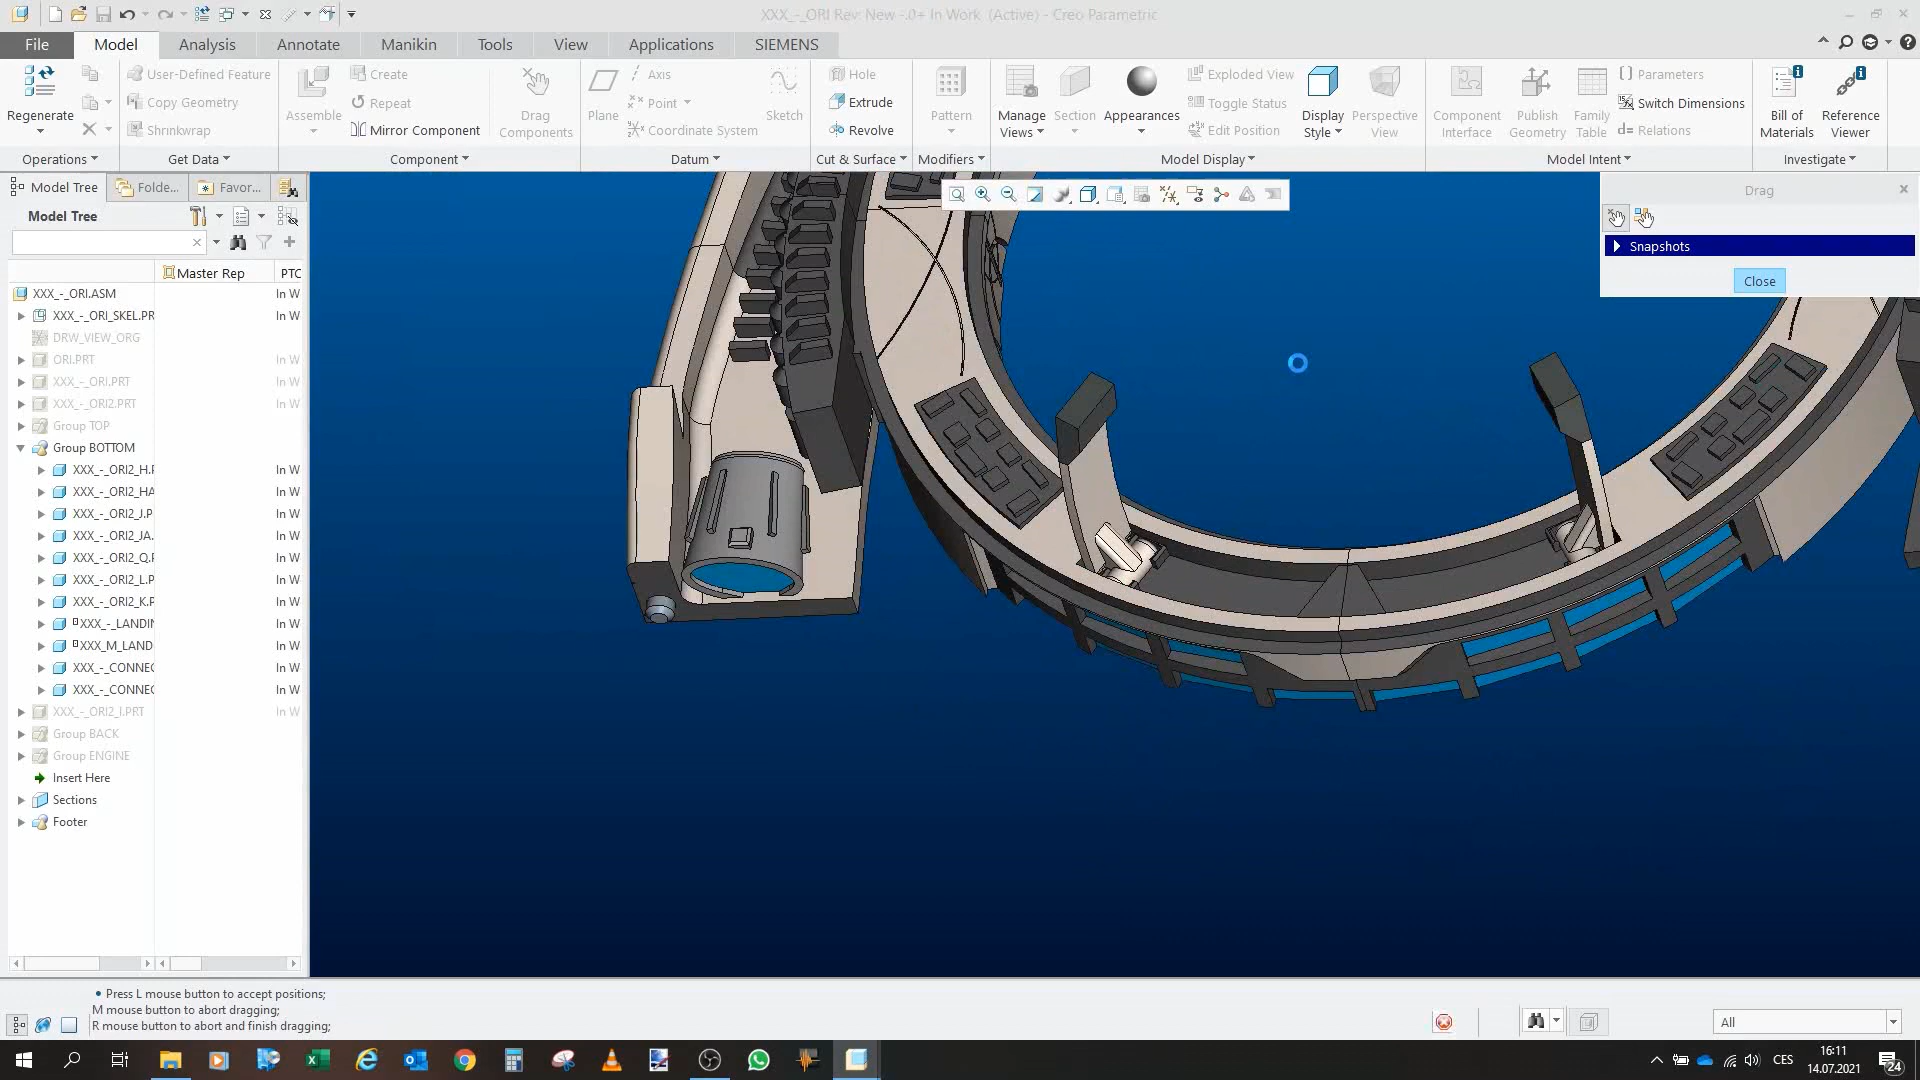 XXX_-_ORI Rev: New -.0+ In Work (Active) - Creo Parametric
File Model Analysis Annotate Manikin Tools View Applications SIEMENS
Regenerate
Operations
User-Defined Feature
Copy Geometry
Shrinkwrap
Get Data
Assemble
Create
Repeat
Mirror Component
Drag
Components
Component
Plane
Axis
Point
Coordinate System
Sketch
Datum
Hole
Extrude
Revolve
Cut & Surface
Pattern
Modifiers
Manage
Views
Section
Appearances
Exploded View
Toggle Status
Edit Position
Display
Style
Perspective
View
Model Display
Component
Interface
Publish
Geometry
Family
Table
Parameters
Switch Dimensions
d= Relations
Model Intent
Bill of
Materials
Reference
Viewer
Investigate
Model Tree Folde... Favor...
Model Tree
Master Rep PTC
XXX_-_ORI.ASM In W
XXX_-_ORI_SKEL.PR In W
DRW_VIEW_ORG
ORI.PRT In W
XXX_-_ORI.PRT In W
XXX_-_ORI2.PRT In W
Group TOP
Group BOTTOM
XXX_-_ORI2_H.P In W
XXX_-_ORI2_HA In W
XXX_-_ORI2_J.P In W
XXX_-_ORI2_JA. In W
XXX_-_ORI2_Q.P In W
XXX_-_ORI2_L.P In W
XXX_-_ORI2_K.P In W
XXX_-_LANDIN In W
XXX_M_LAND In W
XXX_-_CONNEC In W
XXX_-_CONNEC In W
XXX_-_ORI2_I.PRT In W
Group BACK
Group ENGINE
Insert Here
Sections
Footer
Drag
Snapshots
Close
• Press L mouse button to accept positions;
M mouse button to abort dragging;
R mouse button to abort and finish dragging;
All
CES
16:11
14.07.2021
24